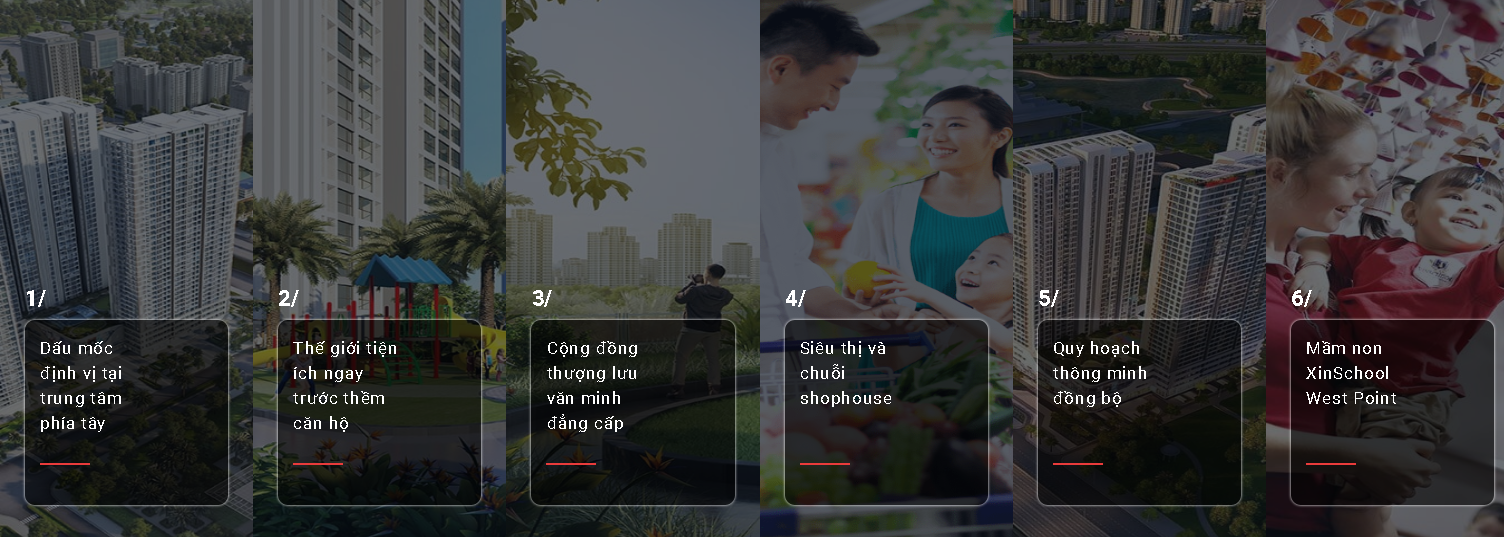 1/
Dấu mốc
định vị tại
trung tâm
phía tây
2/
Thế giới tiện
ích ngay
trước thềm
căn hộ
3/
Cộng đồng
thượng lưu
văn minh
đẳng cấp
4/
Siêu thị và
chuỗi
shophouse
5/
Quy hoạch
thông minh
đồng bộ
6/
Mầm non
XinSchool
West Point